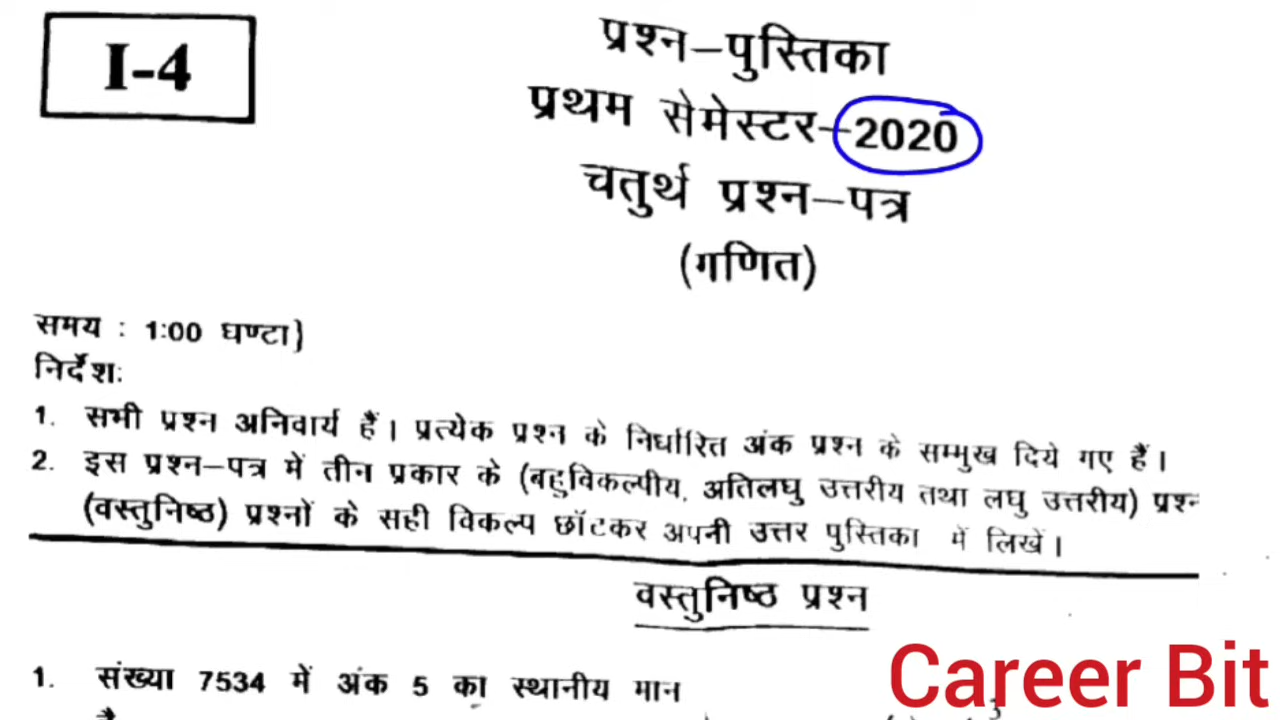 I-4
प्रश्न-पुस्तिका
प्रथम सेमेस्टर-2020
चतुर्थ प्रश्न-पत्र
(गणित)
समय : 1:00 घण्टा}
निर्देशः
1. सभी प्रश्न अनिवार्य हैं। प्रत्येक प्रश्न के निर्धारित अंक प्रश्न के सम्मुख दिये गए हैं।
2. इस प्रश्न-पत्र में तीन प्रकार के (बहुविकल्पीय, अतिलघु उत्तरीय तथा लघु उत्तरीय) प्रश्न
(वस्तुनिष्ठ) प्रश्नों के सही विकल्प छाँटकर अपनी उत्तर पुस्तिका में लिखें।
वस्तुनिष्ठ प्रश्न
1. संख्या 7534 में अंक 5 का स्थानीय मान
Career Bit